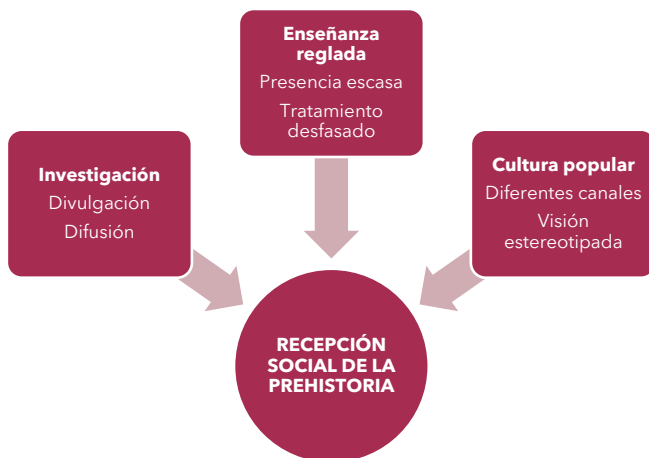 Enseñanza
reglada
Presencia escasa
Tratamiento
desfasado
Investigación
Divulgación
Difusión
Cultura popular
Diferentes canales
Visión
estereotipada
RECEPCIÓN
SOCIAL DE LA
PREHISTORIA